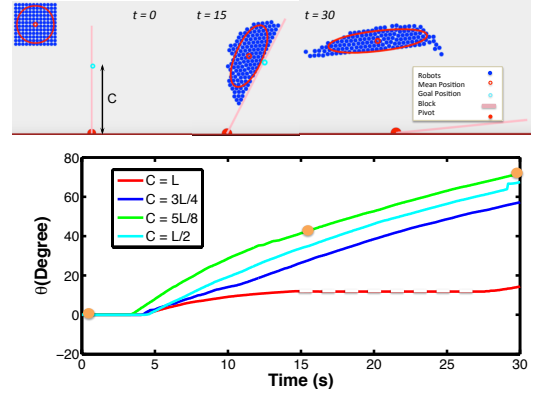 t = 0
t = 15
t = 30
C
Robots
Mean Position
Goal Position
Block
Pivot
80
60
40
20
0
−20
θ(Degree)
C = L
C = 3L/4
C = 5L/8
C = L/2
0
5
10
15
20
25
30
Time (s)